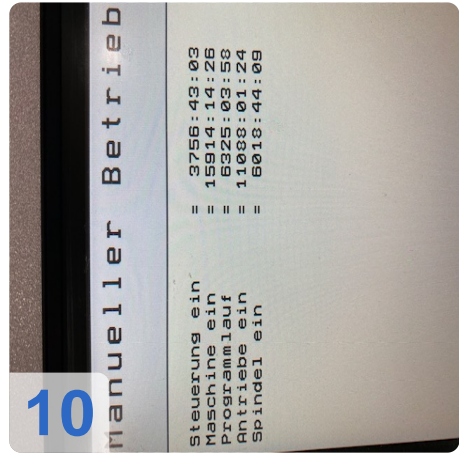 Manueller Betrieb
Steuerung ein = 3756:43:03
Maschine ein = 15914:14:26
Programmlauf = 6325:03:58
Antriebe ein = 11088:01:24
Spindel ein = 6018:44:09
10